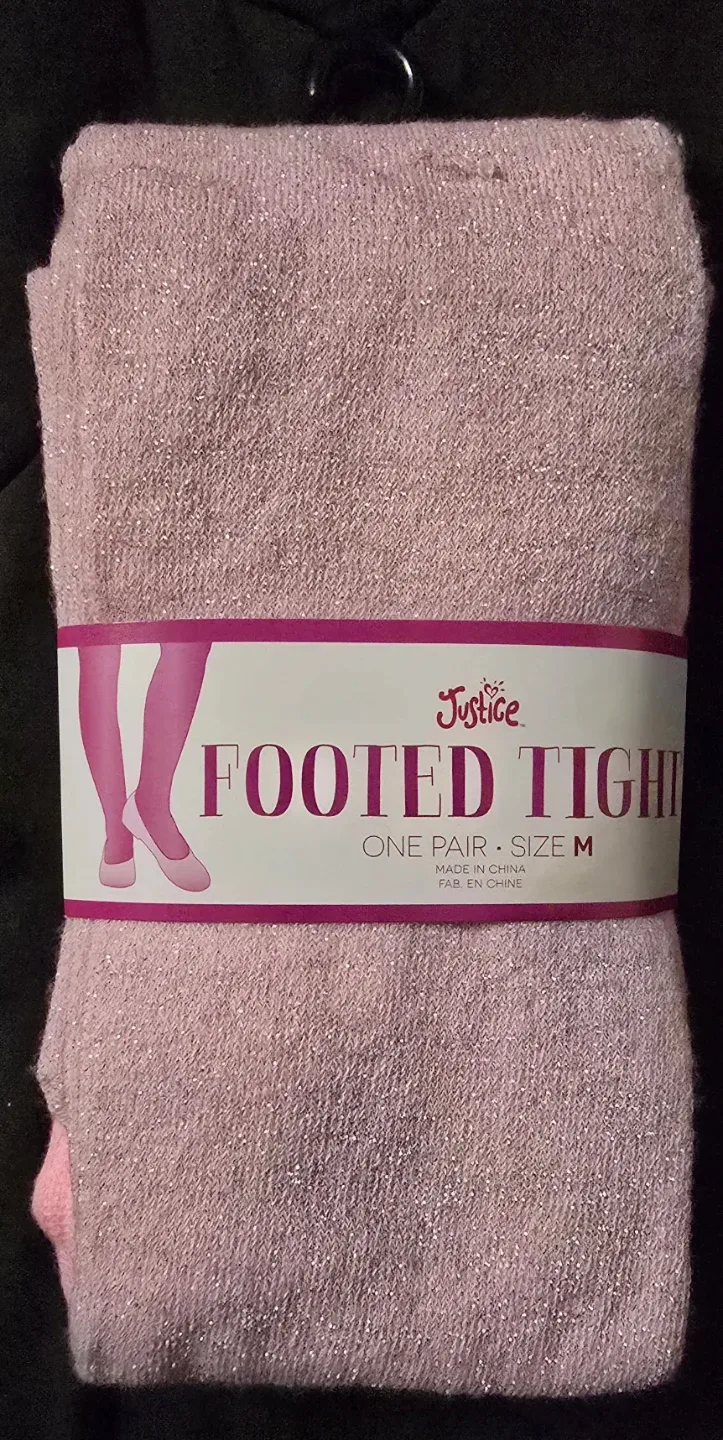 Justice
FOOTED TIGHT
ONE PAIR • SIZE M
MADE IN CHINA
FAB. EN CHINE